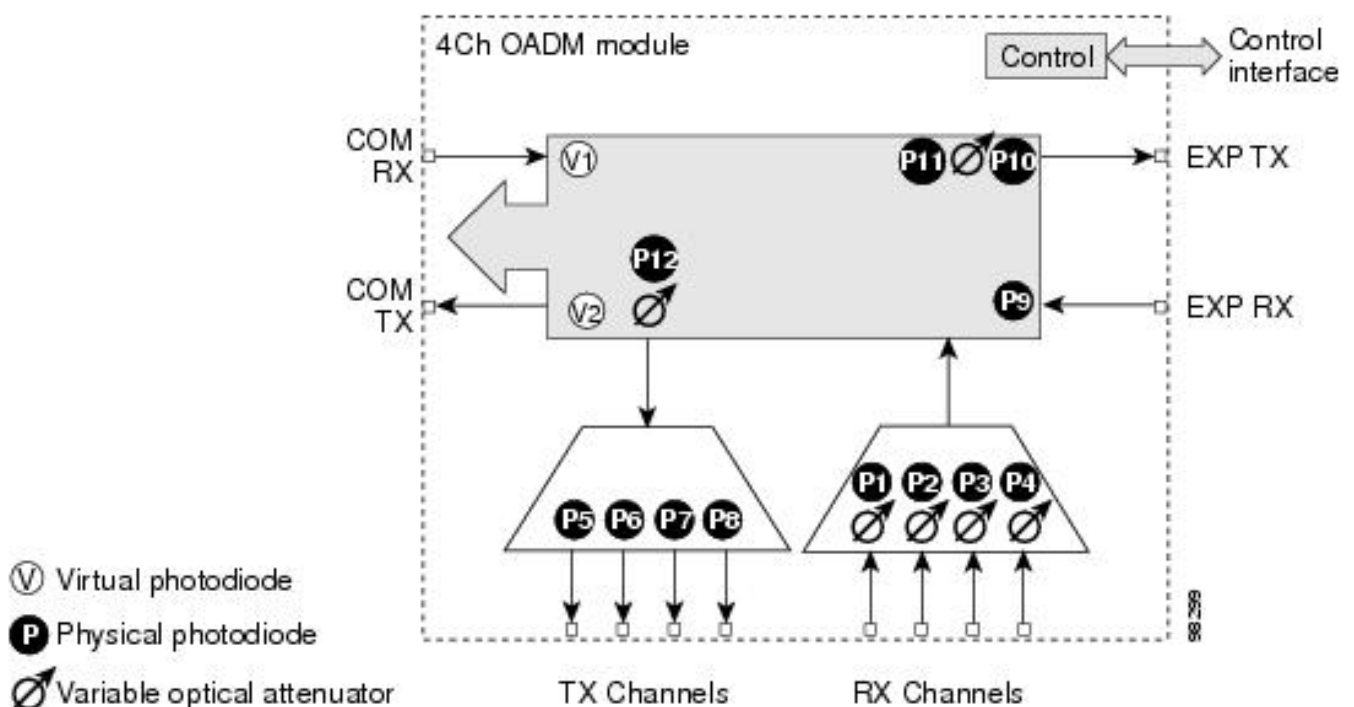 4Ch OADM module
Control
Control
interface
COM
RX
V1
P11
P10
EXP TX
P12
COM
TX
V2
P9
EXP RX
P1 P2 P3 P4
P5 P6 P7 P8
V Virtual photodiode
P Physical photodiode
Variable optical attenuator
TX Channels
RX Channels
98299